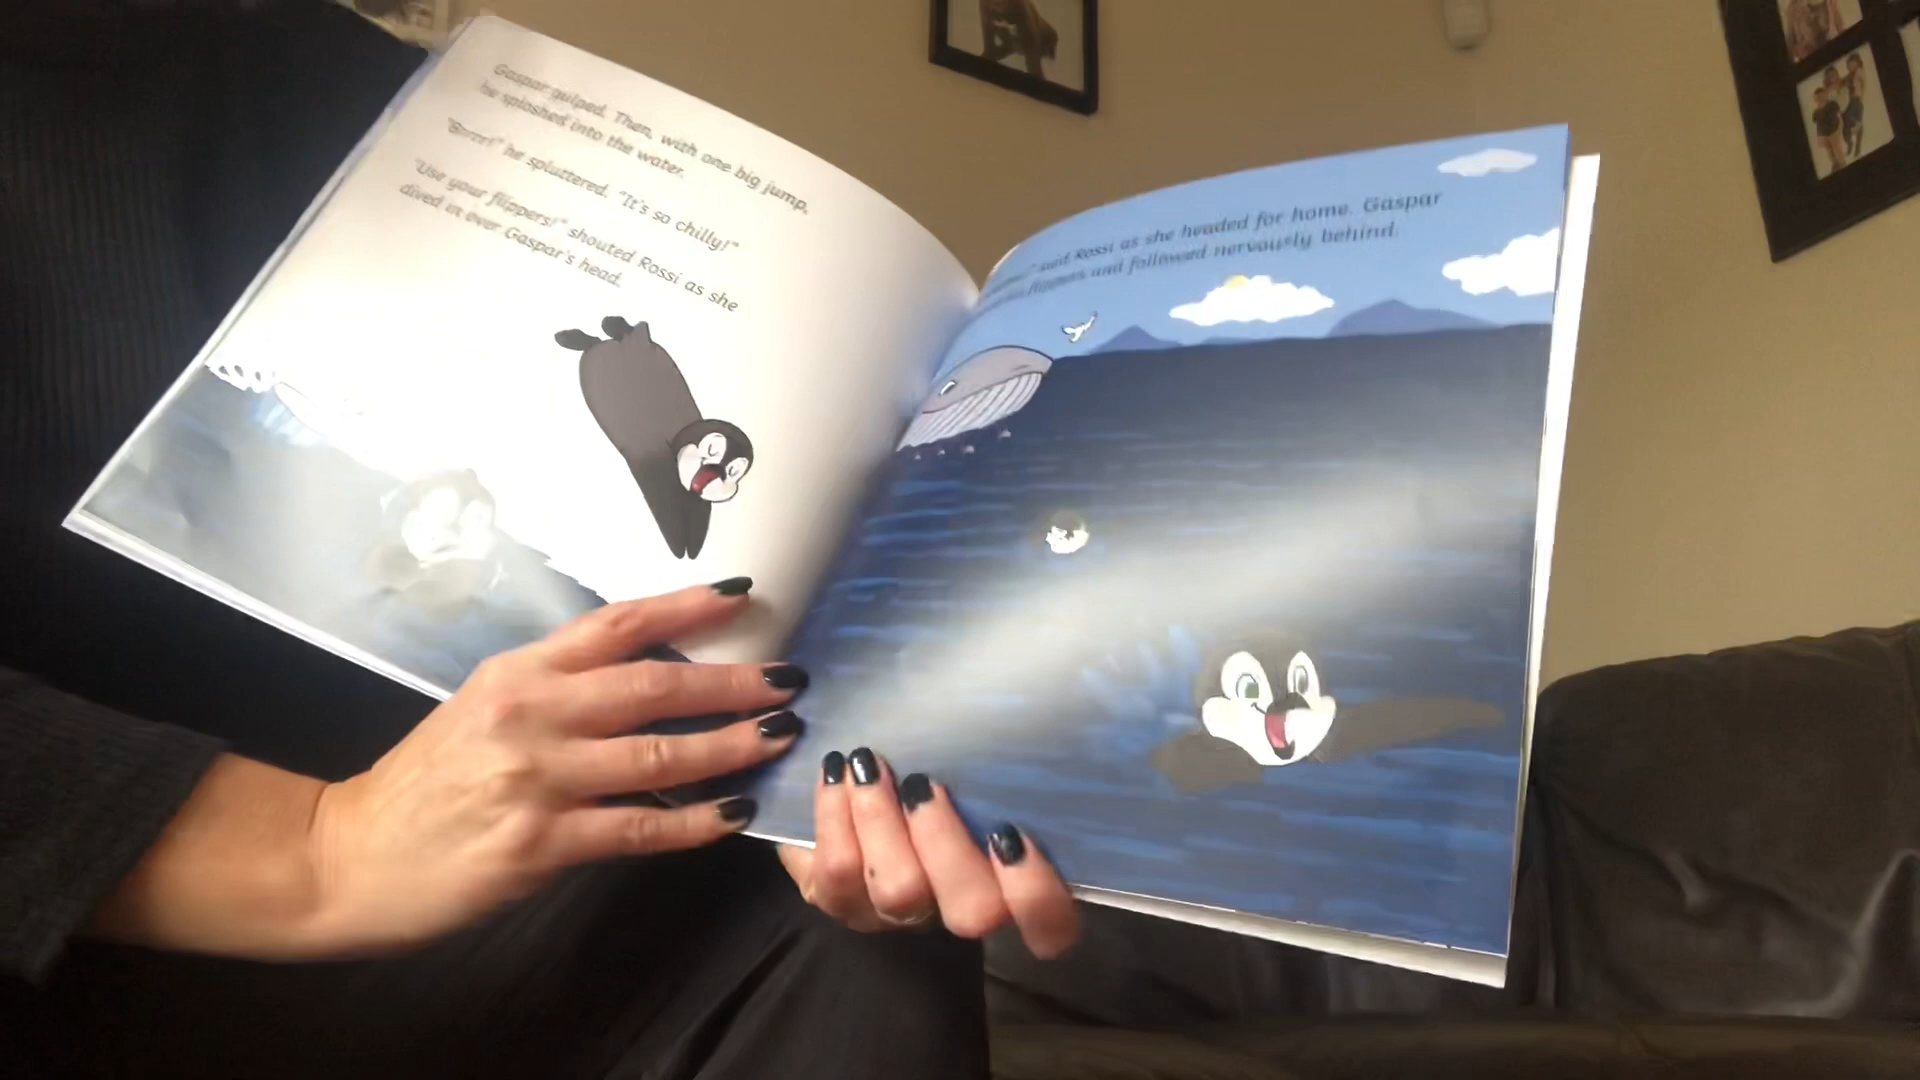 Gaspar gulped. Then, with one big jump,
he splashed into the water.
"Brrrr!" he spluttered. "It's so chilly!"
"Use your flippers!" shouted Rossi as she
dived in over Gaspar's head.
said Rossi as she headed for home. Gaspar
flippers and followed nervously behind.